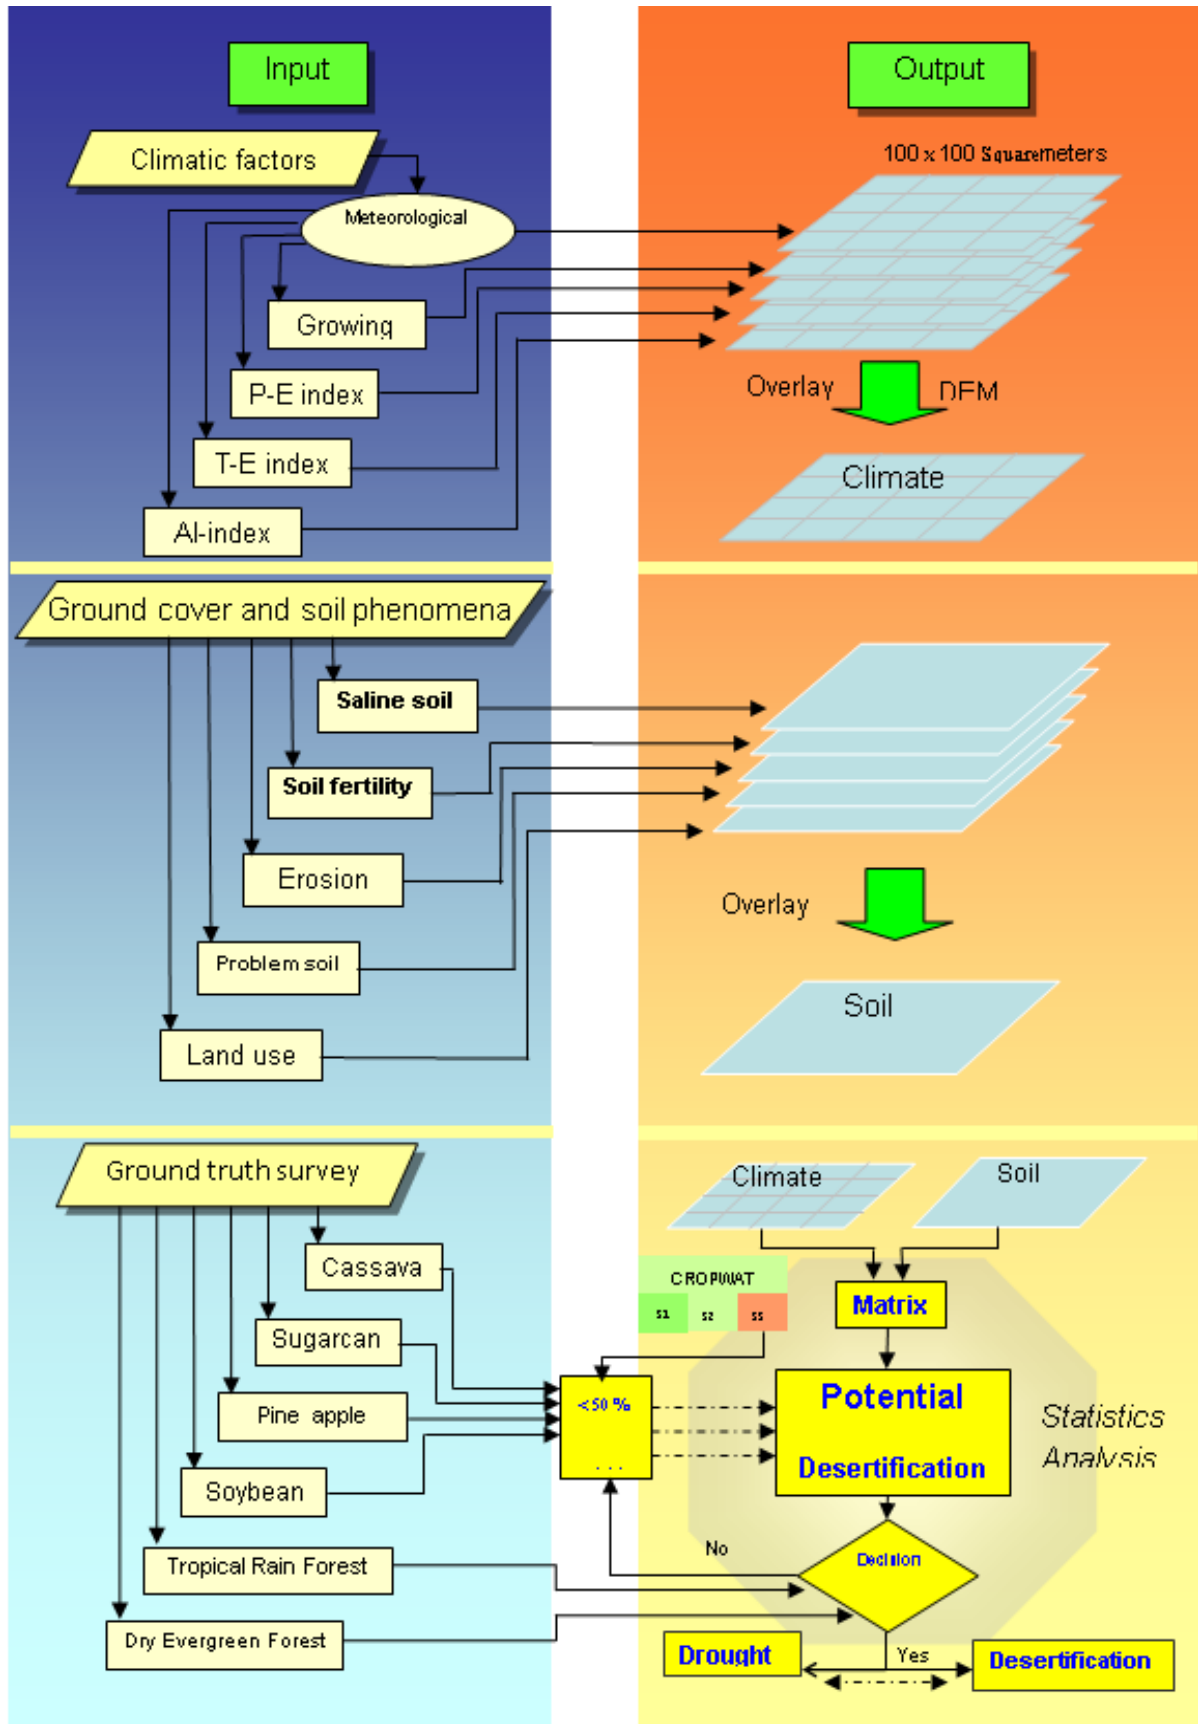 Input
Output
Climatic factors
100 x 100 Squaremeters
Meteorological
Growing
P-E index
Overlay
DEM
T-E index
Climate
AI-index
Ground cover and soil phenomena
Saline soil
Soil fertility
Erosion
Overlay
Problem soil
Soil
Land use
Ground truth survey
Climate
Soil
Cassava
CROPWAT
S1
S2
S3
Matrix
Sugarcan
Pine apple
<50 %
. . .
Potential
Desertification
Statistics
Analysis
Soybean
No
Decision
Tropical Rain Forest
Dry Evergreen Forest
Drought
Yes
Desertification